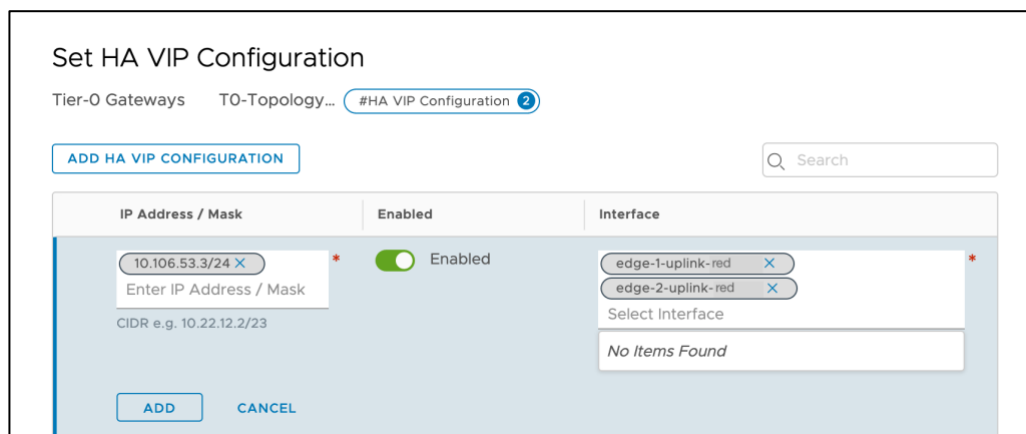 Set HA VIP Configuration
Tier-0 Gateways T0-Topology... #HA VIP Configuration 2
ADD HA VIP CONFIGURATION Search
IP Address / Mask Enabled Interface
10.106.53.3/24 × * Enabled edge-1-uplink-red × *
Enter IP Address / Mask edge-2-uplink-red ×
CIDR e.g. 10.22.12.2/23 Select Interface
No Items Found
ADD CANCEL